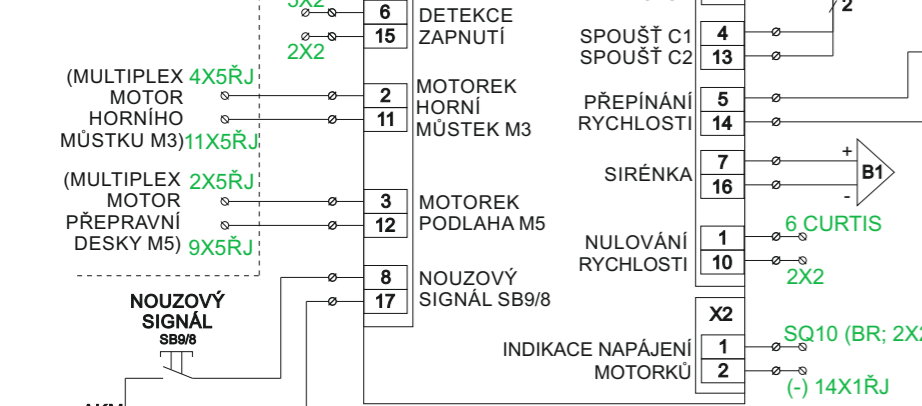 6
DETEKCE
15
ZAPNUTÍ
2X2
(MULTIPLEX 4X5ŘJ
MOTOR
HORNÍHO
MŮSTKU M3) 11X5ŘJ
2
11
MOTOREK
HORNÍ
MŮSTEK M3
(MULTIPLEX 2X5ŘJ
MOTOR
PŘEPRAVNÍ
DESKY M5) 9X5ŘJ
3
12
MOTOREK
PODLAHA M5
8
17
NOUZOVÝ
SIGNÁL SB9/8
NOUZOVÝ
SIGNÁL
SB9/8
2
SPOUŠŤ C1 4
SPOUŠŤ C2 13
PŘEPÍNÁNÍ 5
RYCHLOSTI 14
SIRÉNKA
7
16
+
B1
-
NULOVÁNÍ 1
RYCHLOSTI 10
6 CURTIS
2X2
X2
INDIKACE NAPÁJENÍ 1
MOTORKŮ 2
SQ10 (BR; 2X2
(-) 14X1ŘJ